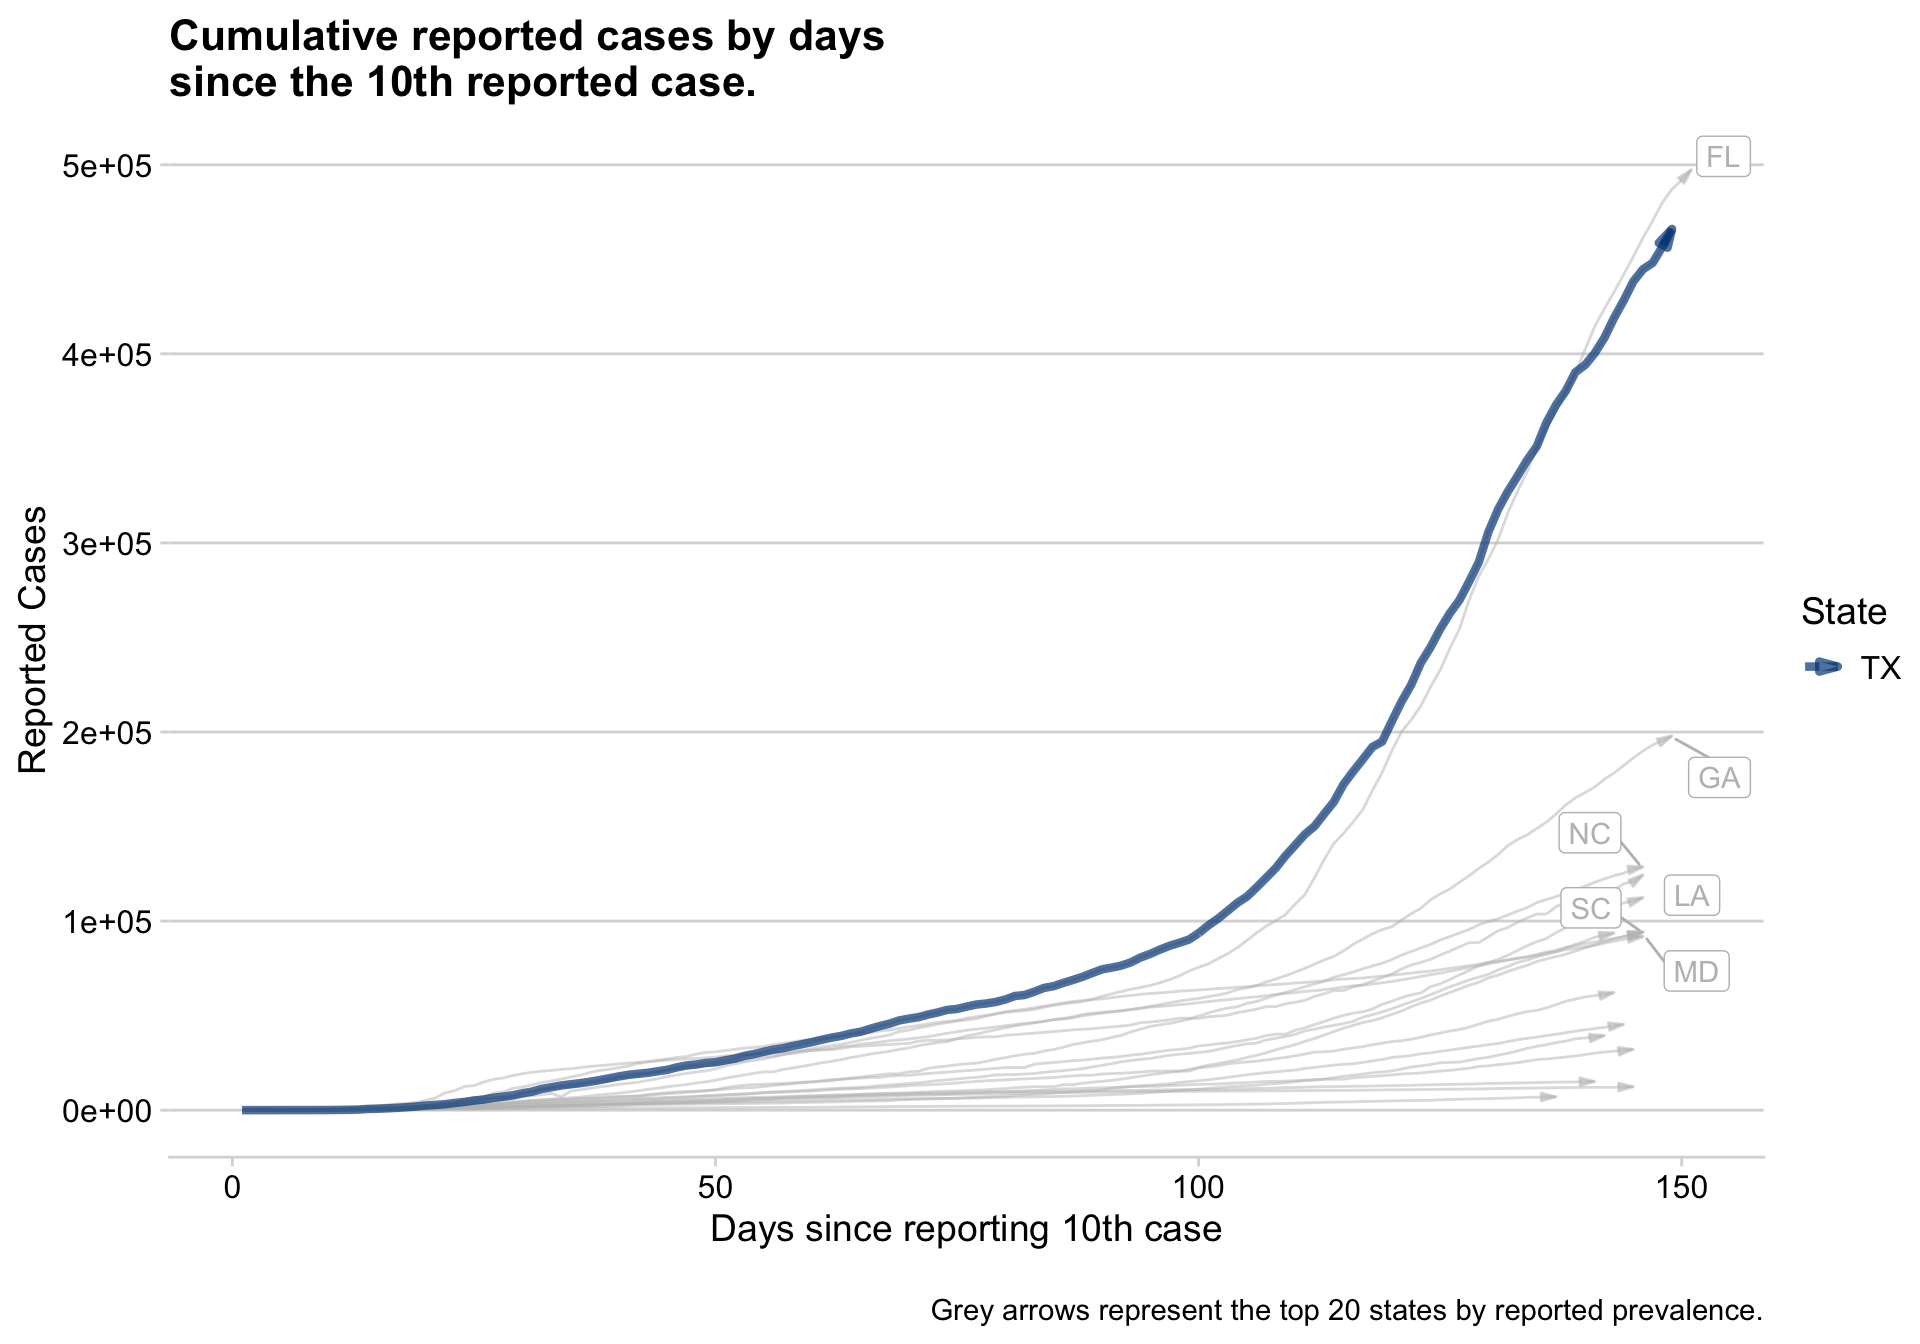 Cumulative reported cases by days
since the 10th reported case.
5e+05
4e+05
3e+05
2e+05
1e+05
0e+00
Reported Cases
FL
GA
NC
LA
SC
MD
State
TX
0
50
100
150
Days since reporting 10th case
Grey arrows represent the top 20 states by reported prevalence.